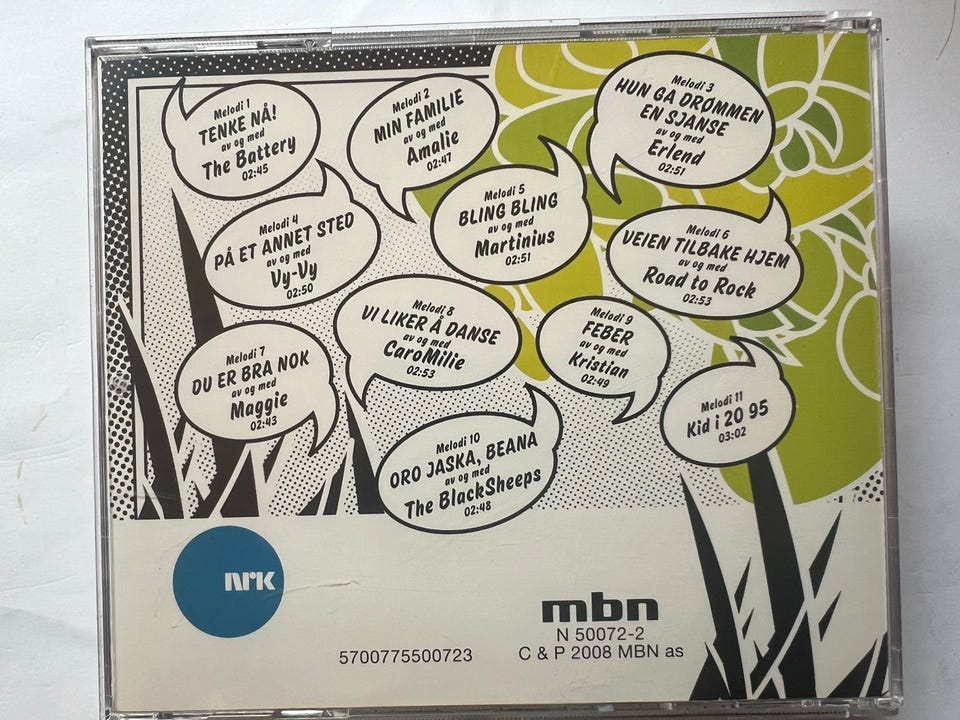 Melodi 1
TENKE NÅ!
av og med
The Battery
02:45
Melodi 2
MIN FAMILIE
av og med
Amalie
02:47
Melodi 3
HUN GA DRØMMEN
EN SJANSE
av og med
Erlend
02:51
Melodi 4
PÅ ET ANNET STED
av og med
Vy-Vy
02:50
Melodi 5
BLING BLING
av og med
Martinius
02:51
Melodi 6
VEIEN TILBAKE HJEM
av og med
Road to Rock
02:53
Melodi 7
DU ER BRA NOK
av og med
Maggie
02:43
Melodi 8
VI LIKER Å DANSE
av og med
CaroMilie
02:53
Melodi 9
FEBER
av og med
Kristian
02:49
Melodi 10
ORO JASKA, BEANA
av og med
The BlackSheeps
02:48
Melodi 11
Kid i 20 95
03:02
nrk
5700775500723
mbn
N 50072-2
C & P 2008 MBN as